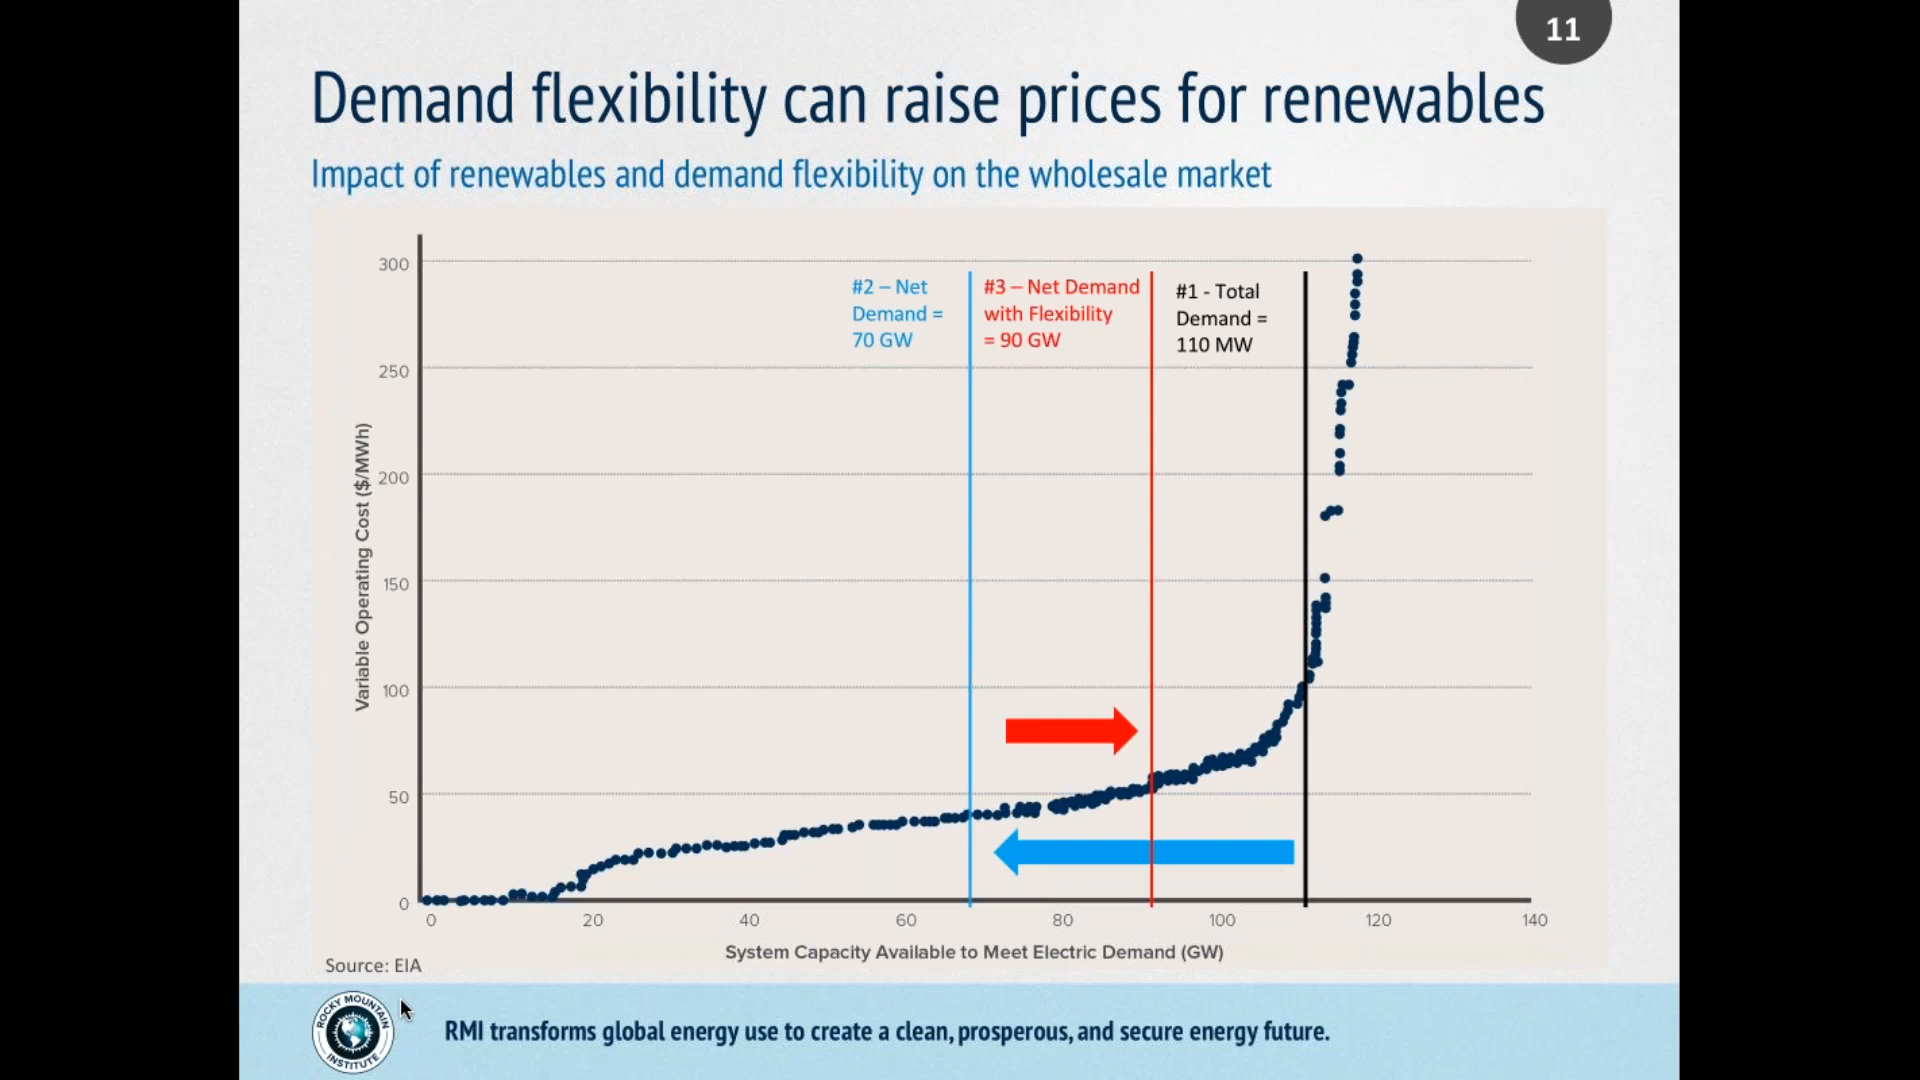 11
Demand flexibility can raise prices for renewables
Impact of renewables and demand flexibility on the wholesale market
#2 – Net
Demand =
70 GW
#3 – Net Demand
with Flexibility
= 90 GW
#1 - Total
Demand =
110 MW
Variable Operating Cost ($/MWh)
300
250
200
150
100
50
0
0 20 40 60 80 100 120 140
System Capacity Available to Meet Electric Demand (GW)
Source: EIA
ROCKY MOUNTAIN
INSTITUTE
RMI transforms global energy use to create a clean, prosperous, and secure energy future.